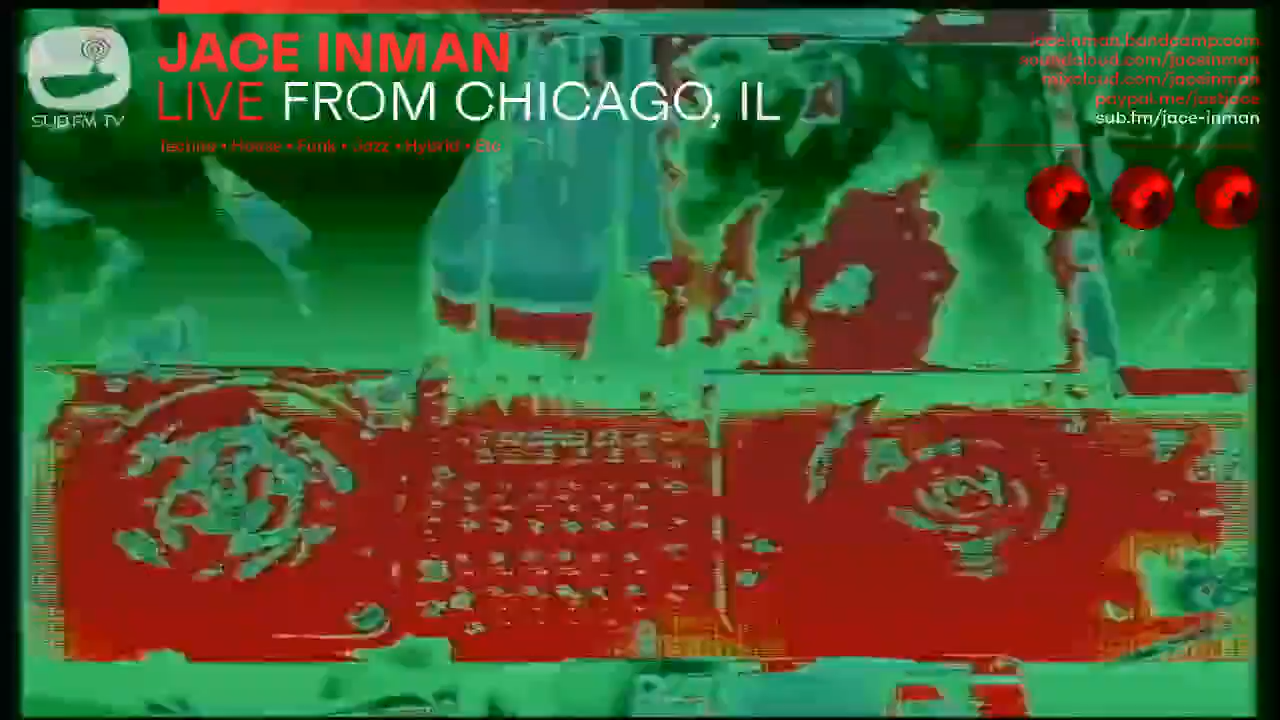 JACE INMAN
LIVE FROM CHICAGO, IL
Techno • House • Funk • Jazz • Hybrid • Etc
SUB FM TV
jaceinman.bandcamp.com
soundcloud.com/jaceinman
mixcloud.com/jaceinman
paypal.me/justjace
sub.fm/jace-inman